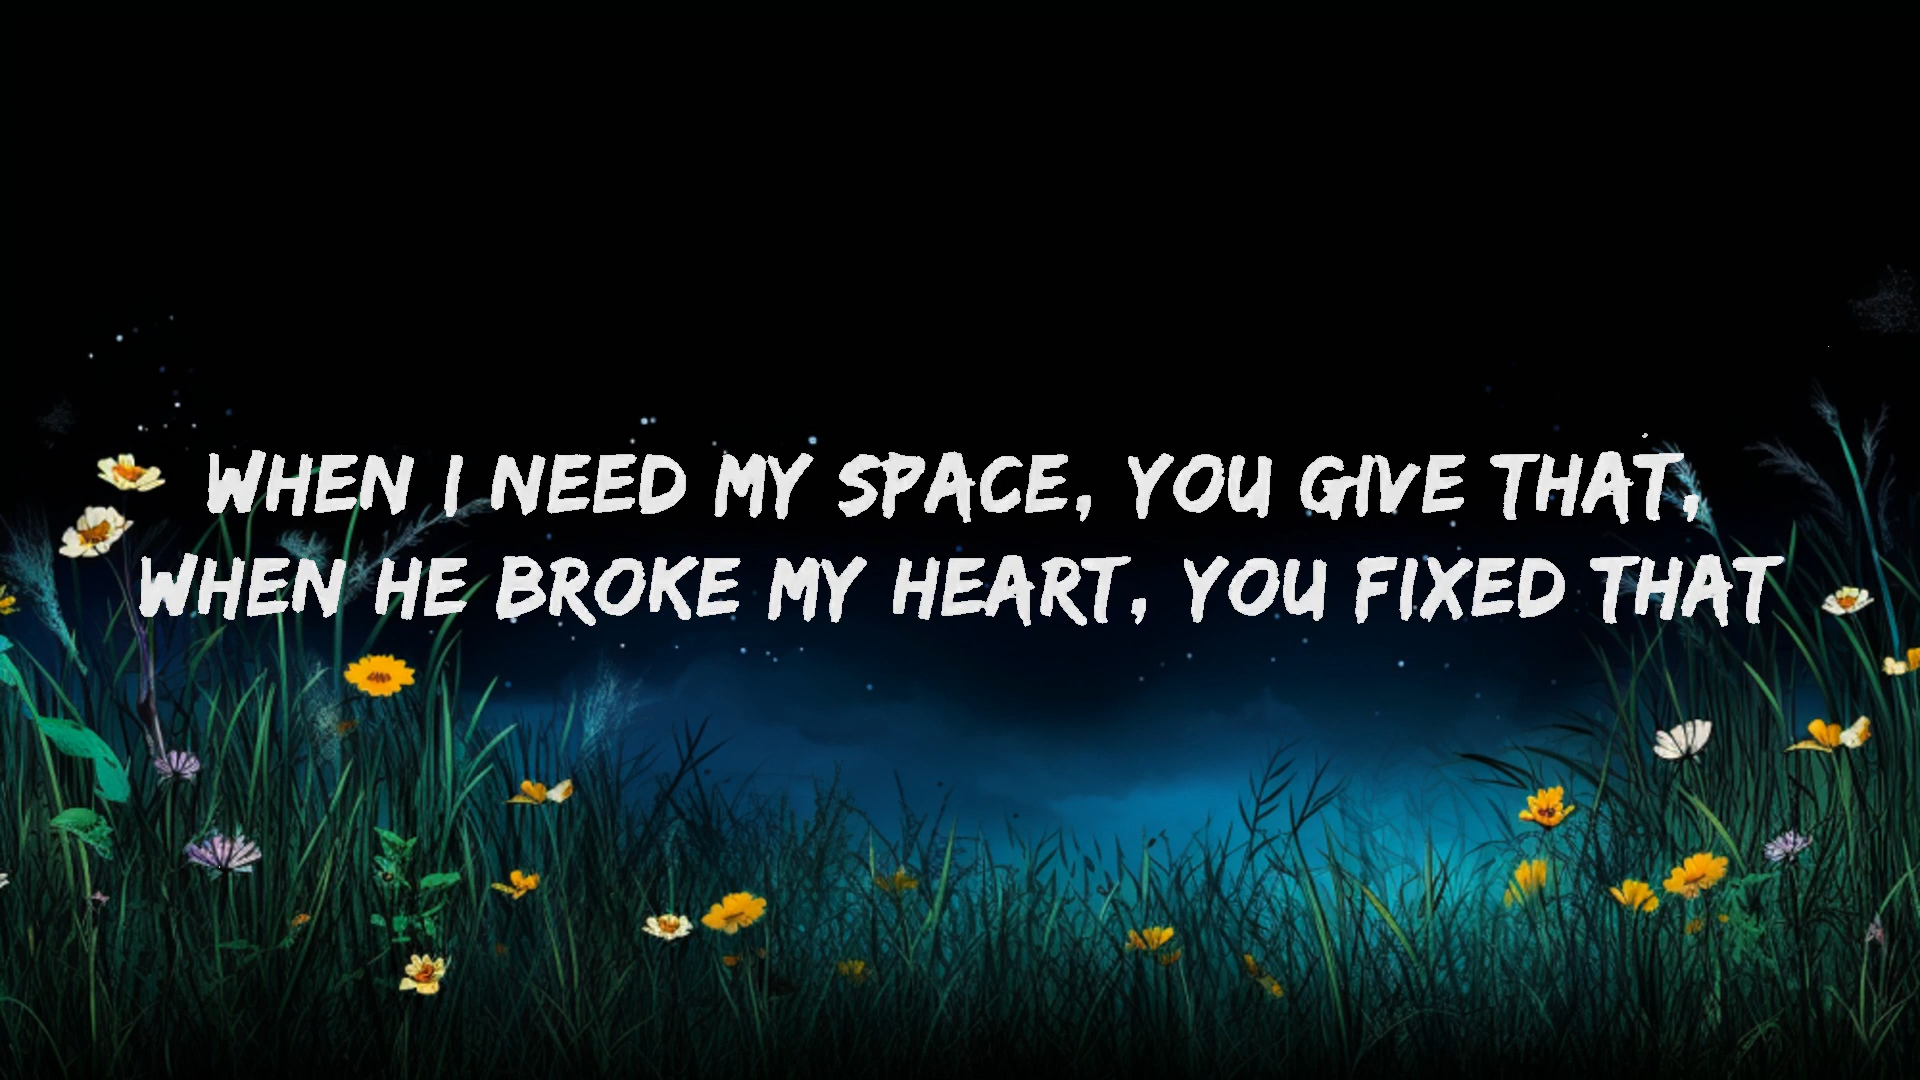 WHEN I NEED MY SPACE, YOU GIVE THAT,
WHEN HE BROKE MY HEART, YOU FIXED THAT